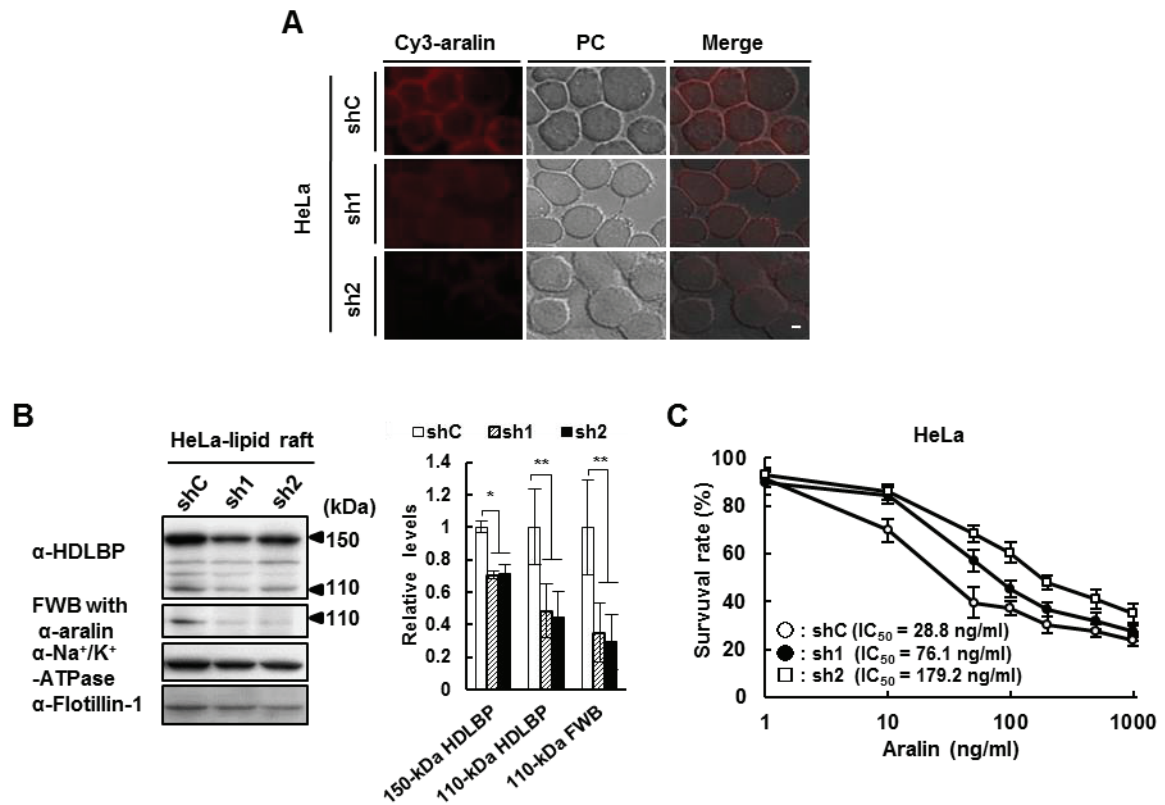 A
Cy3-aralin PC Merge
HeLa
shC
sh1
sh2
B
HeLa-lipid raft
shC sh1 sh2 (kDa)
α-HDLBP
150
110
FWB with
α-aralin
110
α-Na⁺/K⁺
-ATPase
α-Flotillin-1
shC sh1 sh2
Relative levels
1.4
1.2
1
0.8
0.6
0.4
0.2
0
* ** **
150-kDa HDLBP
110-kDa HDLBP
110-kDa FWB
C
HeLa
Survuval rate (%)
100
80
60
40
20
0
: shC (IC₅₀ = 28.8 ng/ml)
: sh1 (IC₅₀ = 76.1 ng/ml)
: sh2 (IC₅₀ = 179.2 ng/ml)
1 10 100 1000
Aralin (ng/ml)